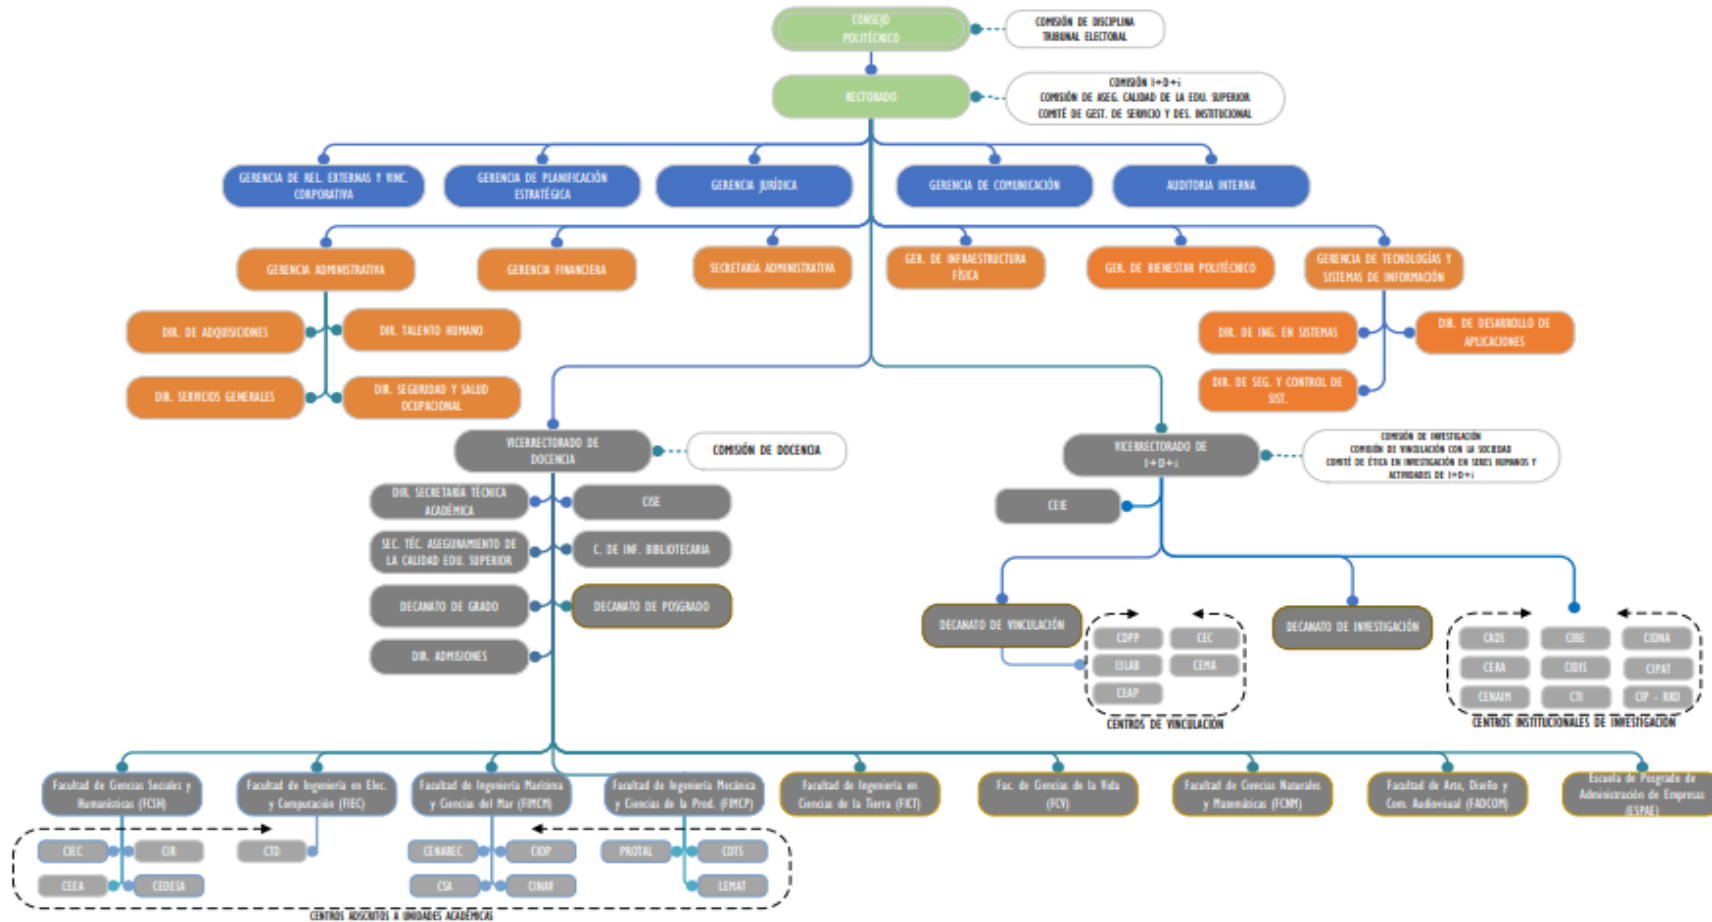 CONSEJO
POLITÉCNICO
COMISIÓN DE DISCIPLINA
TRIBUNAL ELECTORAL
RECTORADO
COMISIÓN I+D+i
COMISIÓN DE ASEG. CALIDAD DE LA EDU. SUPERIOR
COMITÉ DE GEST. DE SERVICIO Y DES. INSTITUCIONAL
GERENCIA DE REL. EXTERNAS Y VINC.
CORPORATIVA
GERENCIA DE PLANIFICACIÓN
ESTRATÉGICA
GERENCIA JURÍDICA
GERENCIA DE COMUNICACIÓN
AUDITORIA INTERNA
GERENCIA ADMINISTRATIVA
GERENCIA FINANCIERA
SECRETARÍA ADMINISTRATIVA
GER. DE INFRAESTRUCTURA
FÍSICA
GER. DE BIENESTAR POLITÉCNICO
GERENCIA DE TECNOLOGÍAS Y
SISTEMAS DE INFORMACIÓN
DIR. DE ADQUISICIONES
DIR. TALENTO HUMANO
DIR. SERVICIOS GENERALES
DIR. SEGURIDAD Y SALUD
OCUPACIONAL
DIR. DE ING. EN SISTEMAS
DIR. DE DESARROLLO DE
APLICACIONES
DIR. DE SEG. Y CONTROL DE
SIST.
VICERRECTORADO DE
DOCENCIA
COMISIÓN DE DOCENCIA
VICERRECTORADO DE
I+D+i
COMISIÓN DE INVESTIGACIÓN
COMISIÓN DE VINCULACIÓN CON LA SOCIEDAD
COMITÉ DE ÉTICA EN INVESTIGACIÓN EN SERES HUMANOS Y
ACTIVIDADES DE I+D+i
DIR. SECRETARÍA TÉCNICA
ACADÉMICA
CISE
SEC. TÉC. ASEGURAMIENTO DE
LA CALIDAD EDU. SUPERIOR
C. DE INF. BIBLIOTECARIA
DECANATO DE GRADO
DECANATO DE POSGRADO
DIR. ADMISIONES
CEIE
DECANATO DE VINCULACIÓN
CDPP
CEC
I3LAB
CEMA
CEAP
CENTROS DE VINCULACIÓN
DECANATO DE INVESTIGACIÓN
CADS
CIBE
CIDNA
CERA
CIDIS
CIPAT
CENAIM
CTI
CIP - RRD
CENTROS INSTITUCIONALES DE INVESTIGACIÓN
Facultad de Ciencias Sociales y
Humanísticas (FCSH)
Facultad de Ingeniería en Elec.
y Computación (FIEC)
Facultad de Ingeniería Marítima
y Ciencias del Mar (FIMCM)
Facultad de Ingeniería Mecánica
y Ciencias de la Prod. (FIMCP)
Facultad de Ingeniería en
Ciencias de la Tierra (FICT)
Fac. de Ciencias de la Vida
(FCV)
Facultad de Ciencias Naturales
y Matemáticas (FCNM)
Facultad de Arte, Diseño y
Com. Audiovisual (FADCOM)
Escuela de Posgrado de
Administración de Empresas
(ESPAE)
CIEC
CIR
CTD
CENAREC
CIOP
PROTAL
CDTS
CEEA
CEDESA
CSA
CINAV
LEMAT
CENTROS ADSCRITOS A UNIDADES ACADÉMICAS